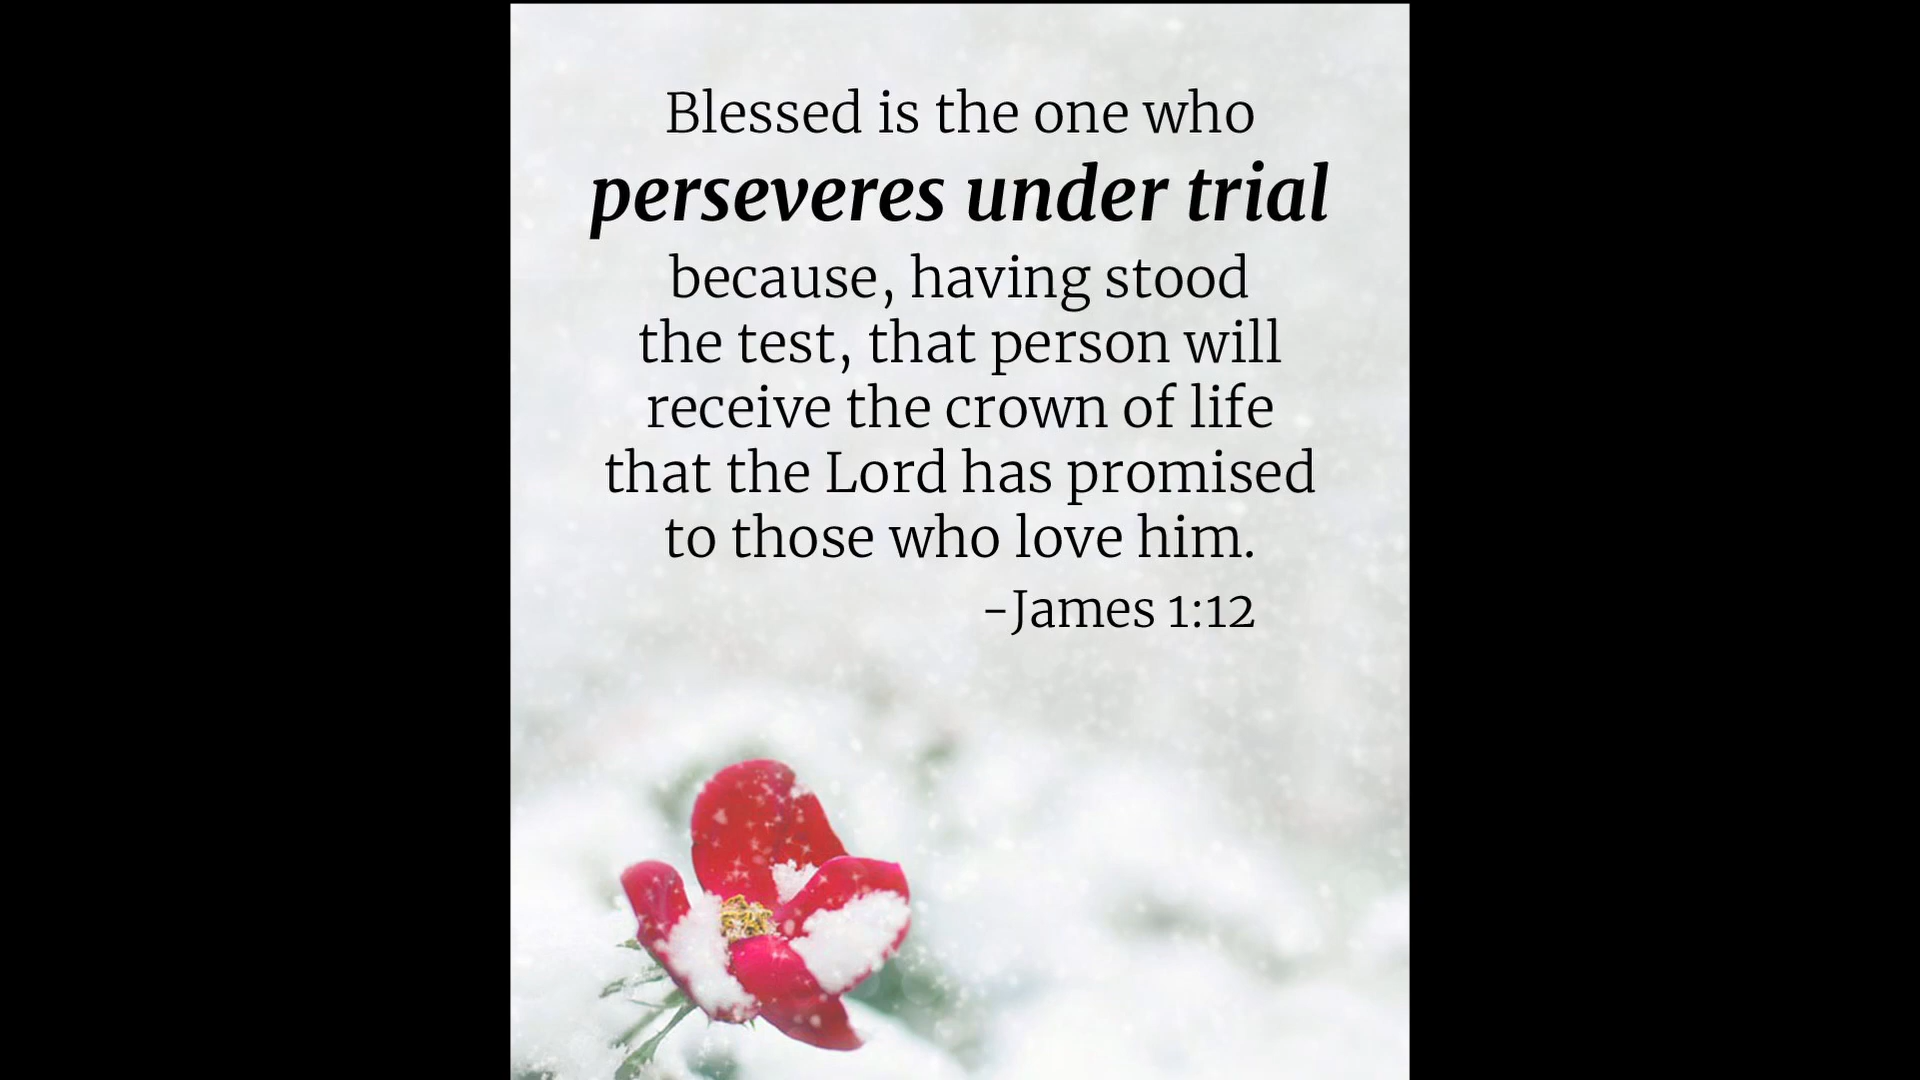 Blessed is the one who
perseveres under trial
because, having stood
the test, that person will
receive the crown of life
that the Lord has promised
to those who love him.
-James 1:12